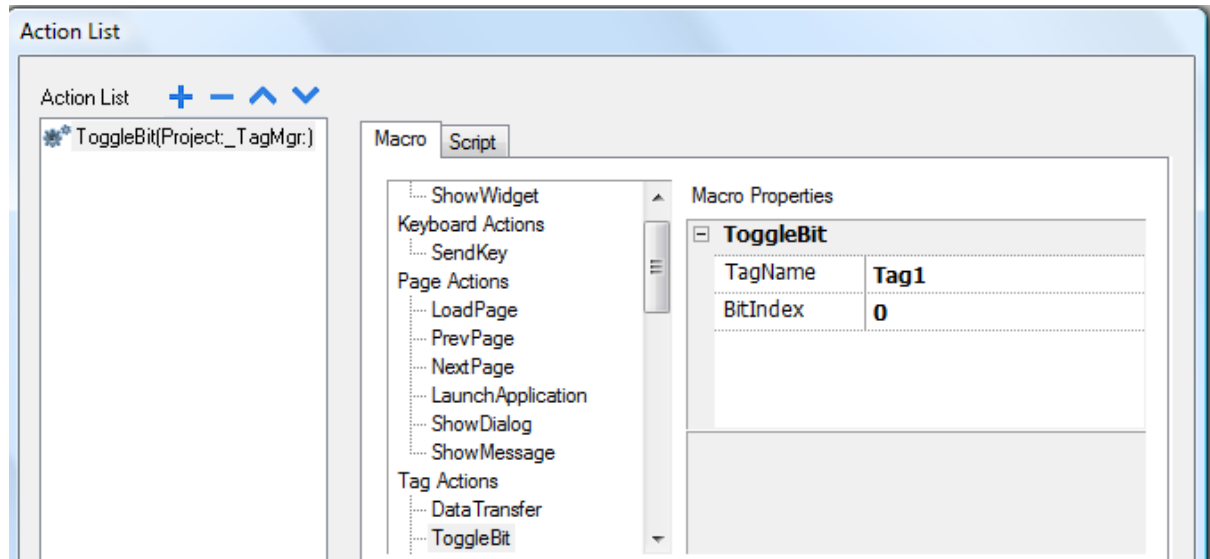 Action List
Action List
ToggleBit(Project:_TagMgr:)
Macro Script
ShowWidget
Keyboard Actions
SendKey
Page Actions
LoadPage
PrevPage
NextPage
LaunchApplication
ShowDialog
ShowMessage
Tag Actions
DataTransfer
ToggleBit
Macro Properties
ToggleBit
TagName Tag1
BitIndex 0